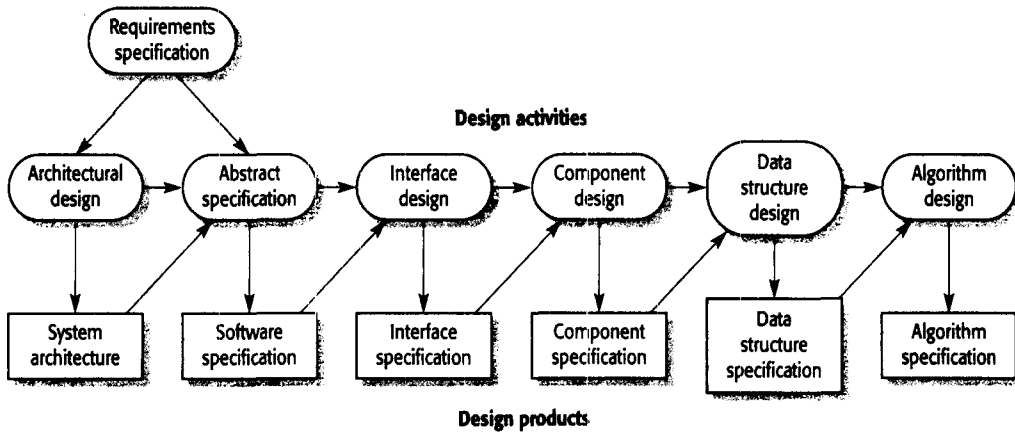 Requirements
specification
Design activities
Architectural
design
Abstract
specification
Interface
design
Component
design
Data
structure
design
Algorithm
design
System
architecture
Software
specification
Interface
specification
Component
specification
Data
structure
specification
Algorithm
specification
Design products